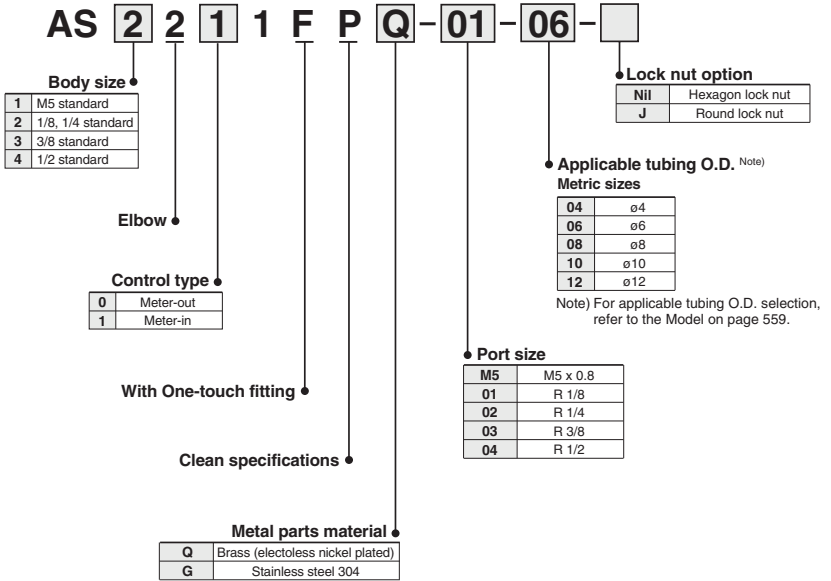 AS 2 2 1 1 F P Q - 01 - 06 -
Body size
1 M5 standard
2 1/8, 1/4 standard
3 3/8 standard
4 1/2 standard
Elbow
Control type
0 Meter-out
1 Meter-in
With One-touch fitting
Clean specifications
Metal parts material
Q Brass (electoless nickel plated)
G Stainless steel 304
Lock nut option
Nil Hexagon lock nut
J Round lock nut
Applicable tubing O.D. Note)
Metric sizes
04 ø4
06 ø6
08 ø8
10 ø10
12 ø12
Note) For applicable tubing O.D. selection,
refer to the Model on page 559.
Port size
M5 M5 x 0.8
01 R 1/8
02 R 1/4
03 R 3/8
04 R 1/2